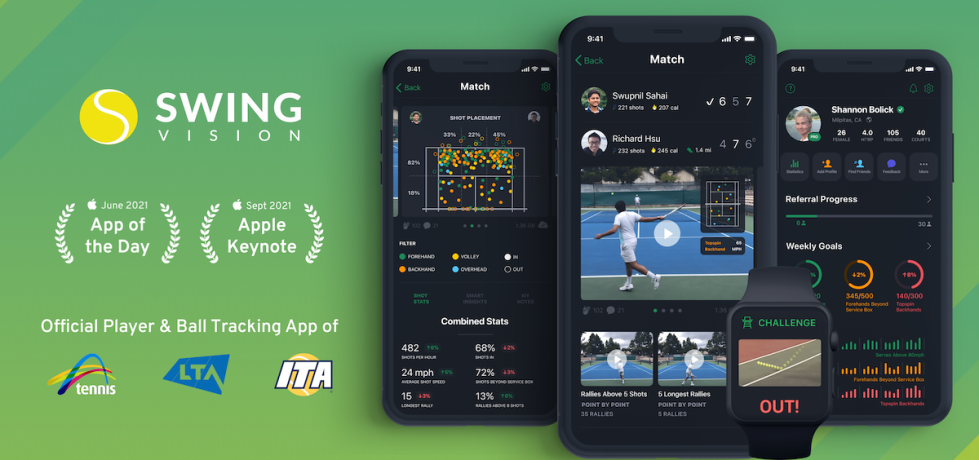 SWING
VISION
June 2021
App of
the Day
Sept 2021
Apple
Keynote
Official Player & Ball Tracking App of
tennis
LTA
ITA
9:41
Back
Match
SHOT PLACEMENT
33%
22%
45%
82%
18%
FILTER
FOREHAND
VOLLEY
IN
BACKHAND
OVERHEAD
OUT
SHOT
STATS
SMART
INSIGHTS
MY
NOTES
Combined Stats
482
SHOTS PER HOUR
68%
SHOTS IN
24 mph
AVERAGE SHOT SPEED
72%
SHOTS BEYOND SERVICE BOX
15
LONGEST RALLY
13%
RALLIES ABOVE 5 SHOTS
9:41
Back
Match
Swupnil Sahai
221 shots
207 cal
6 5 7
Richard Hsu
232 shots
245 cal
1.4 mi
4 7 6
Topspin
Backhand
65
MPH
102
31
Rallies Above 5 Shots
POINT BY POINT
35 RALLIES
5 Longest Rallies
POINT BY POINT
5 RALLIES
CHALLENGE
OUT!
9:41
Shannon Bolick
Milpitas, CA
PRO
26
FEMALE
4.0
NTRP
105
FRIENDS
40
COURTS
Statistics
Add Profile
Find Friends
Feedback
More
Referral Progress
6
30
Weekly Goals
2%
8%
345/500
Forehands Beyond
Service Box
140/300
Topspin
Backhands
Serves Above 80mph
Forehands Beyond
Service Box
Topspin
Backhands